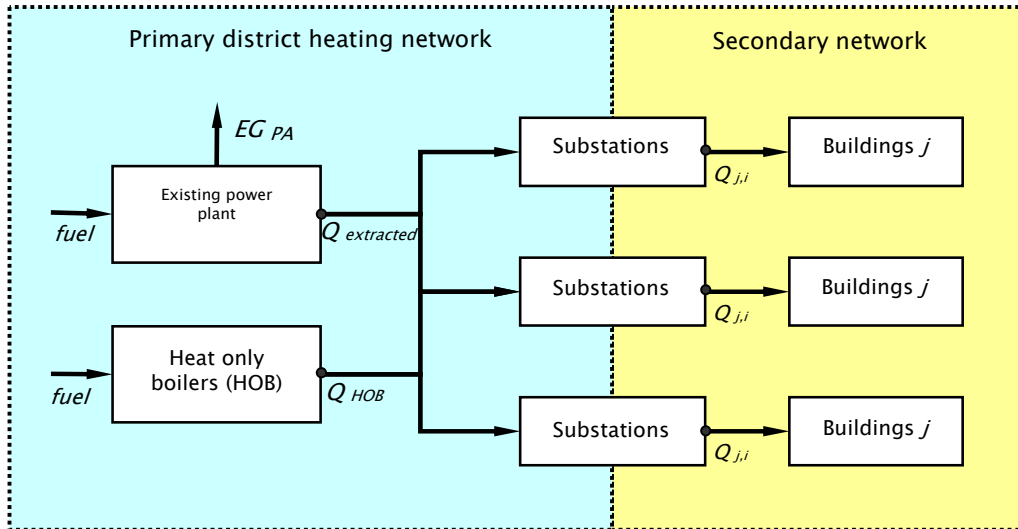 Primary district heating network
Secondary network
EG PA
Existing power
plant
fuel
Q extracted
Heat only
boilers (HOB)
fuel
Q HOB
Substations
Q j,i
Buildings j
Substations
Q j,i
Buildings j
Substations
Q j,i
Buildings j